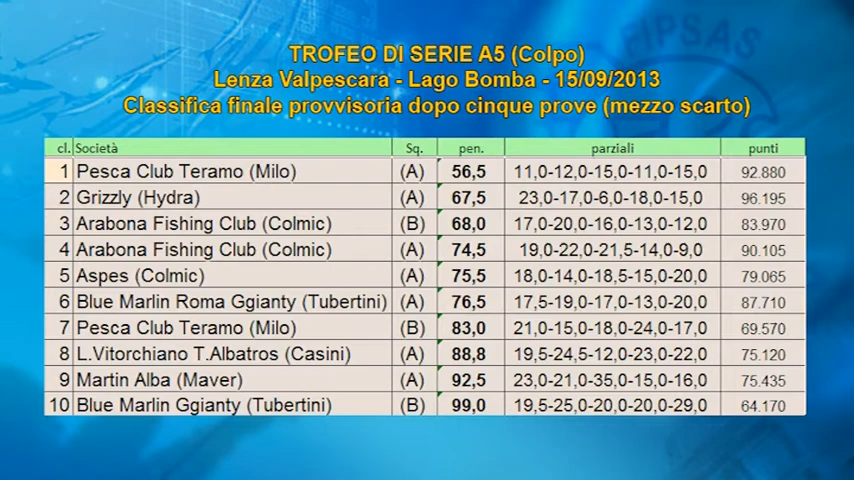 FIPSAS
TROFEO DI SERIE A5 (Colpo)
Lenza Valpescara - Lago Bomba - 15/09/2013
Classifica finale provvisoria dopo cinque prove (mezzo scarto)
cl. Società Sq. pen. parziali punti
1 Pesca Club Teramo (Milo) (A) 56,5 11,0-12,0-15,0-11,0-15,0 92.880
2 Grizzly (Hydra) (A) 67,5 23,0-17,0-6,0-18,0-15,0 96.195
3 Arabona Fishing Club (Colmic) (B) 68,0 17,0-20,0-16,0-13,0-12,0 83.970
4 Arabona Fishing Club (Colmic) (A) 74,5 19,0-22,0-21,5-14,0-9,0 90.105
5 Aspes (Colmic) (A) 75,5 18,0-14,0-18,5-15,0-20,0 79.065
6 Blue Marlin Roma Ggianty (Tubertini) (A) 76,5 17,5-19,0-17,0-13,0-20,0 87.710
7 Pesca Club Teramo (Milo) (B) 83,0 21,0-15,0-18,0-24,0-17,0 69.570
8 L.Vitorchiano T.Albatros (Casini) (A) 88,8 19,5-24,5-12,0-23,0-22,0 75.120
9 Martin Alba (Maver) (A) 92,5 23,0-21,0-35,0-15,0-16,0 75.435
10 Blue Marlin Ggianty (Tubertini) (B) 99,0 19,5-25,0-20,0-20,0-29,0 64.170